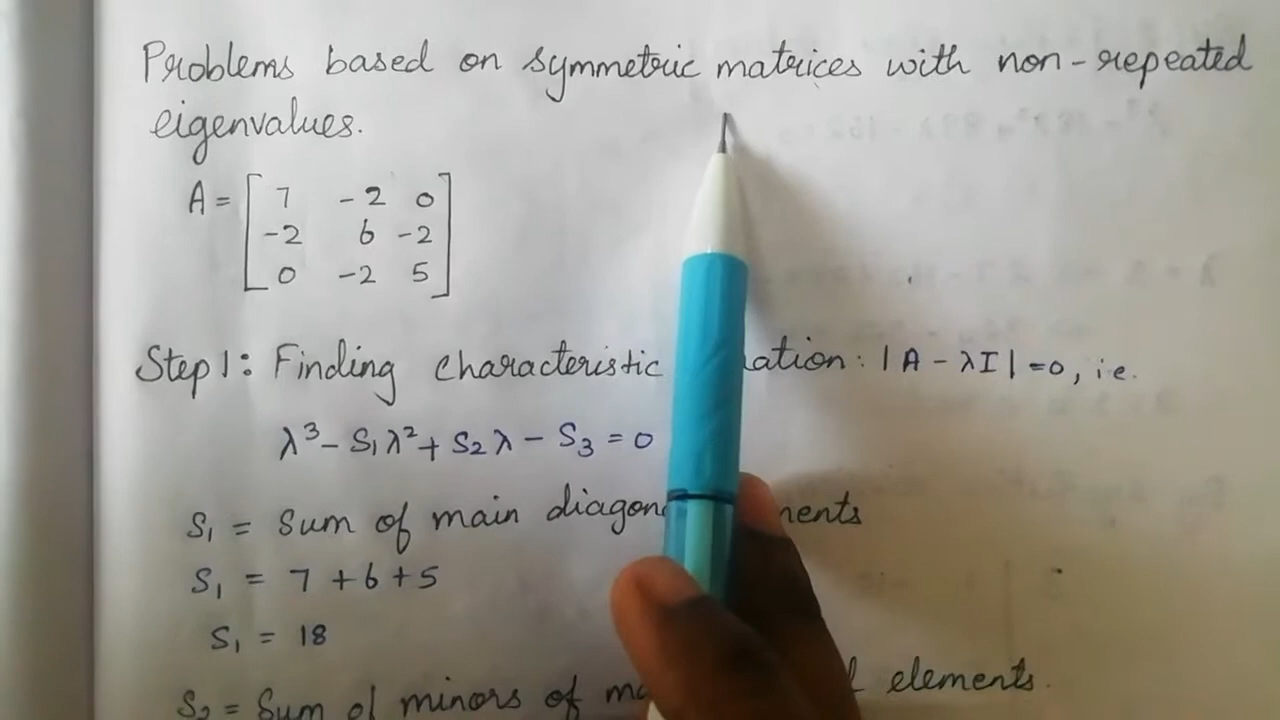 Problems based on symmetric matrices with non-repeated
eigenvalues.
A = [ 7 -2 0
-2 6 -2
0 -2 5 ]
Step 1: Finding characteristic ation: |A - λI| = 0, i.e.
λ³ - S₁λ² + S₂λ - S₃ = 0
S₁ = Sum of main diagon ments
S₁ = 7 + 6 + 5
S₁ = 18
S₂ = Sum of minors of elements.